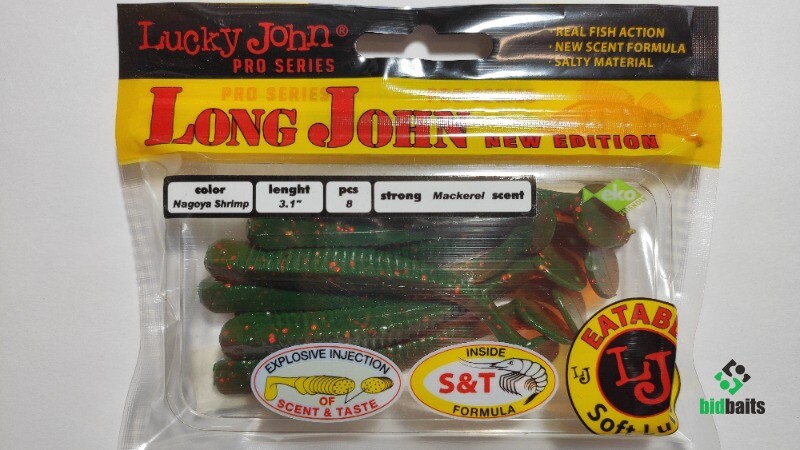 Lucky John®
PRO SERIES
· REAL FISH ACTION
· NEW SCENT FORMULA
· SALTY MATERIAL
PRO SERIES
LONG JOHN NEW EDITION
color
Nagoya Shrimp
lenght
3.1"
pcs
8
strong Mackerel scent
eko
EXPLOSIVE INJECTION
OF
SCENT & TASTE
INSIDE
S&T
FORMULA
LJ
LJ
Soft
bidbaits